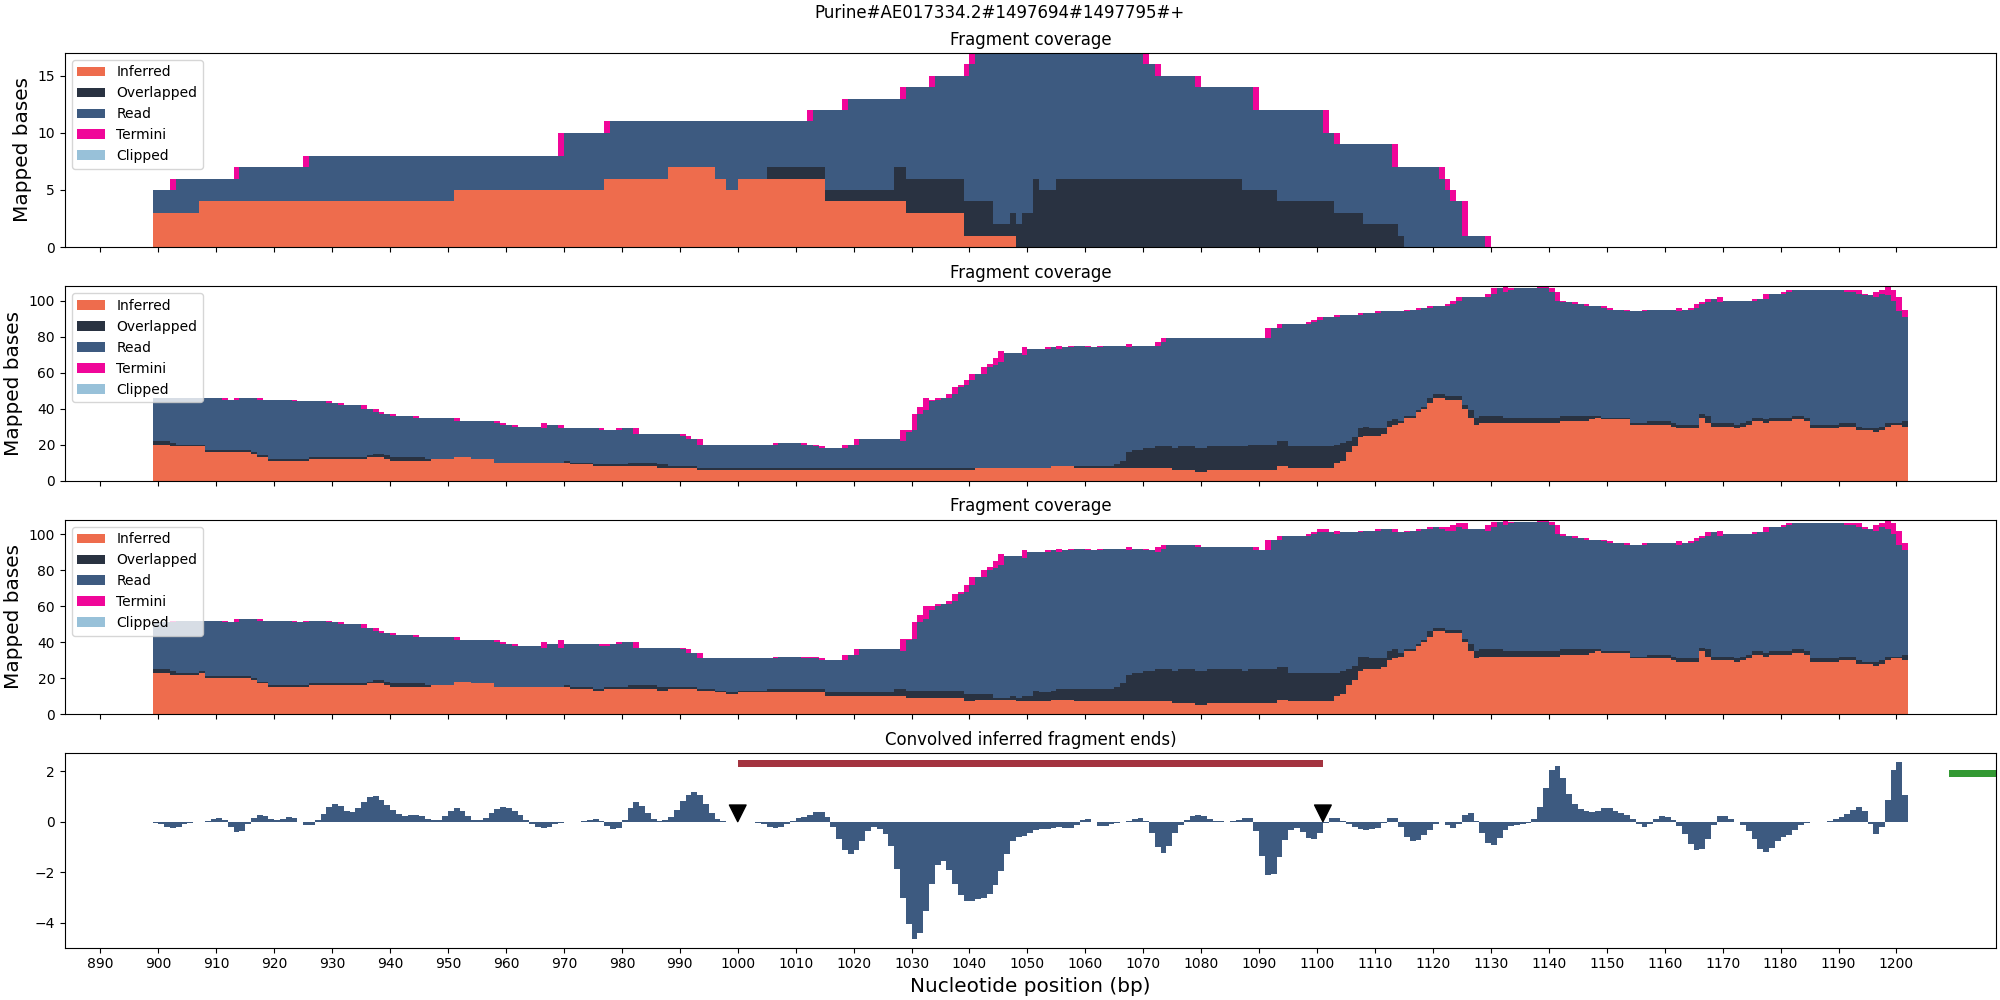 Purine#AE017334.2#1497694#1497795#+
Fragment coverage
Mapped bases
15
10
5
0
Inferred
Overlapped
Read
Termini
Clipped
Fragment coverage
Mapped bases
100
80
60
40
20
0
Inferred
Overlapped
Read
Termini
Clipped
Fragment coverage
Mapped bases
100
80
60
40
20
0
Inferred
Overlapped
Read
Termini
Clipped
Convolved inferred fragment ends)
2
0
−2
−4
890 900 910 920 930 940 950 960 970 980 990 1000 1010 1020 1030 1040 1050 1060 1070 1080 1090 1100 1110 1120 1130 1140 1150 1160 1170 1180 1190 1200
Nucleotide position (bp)